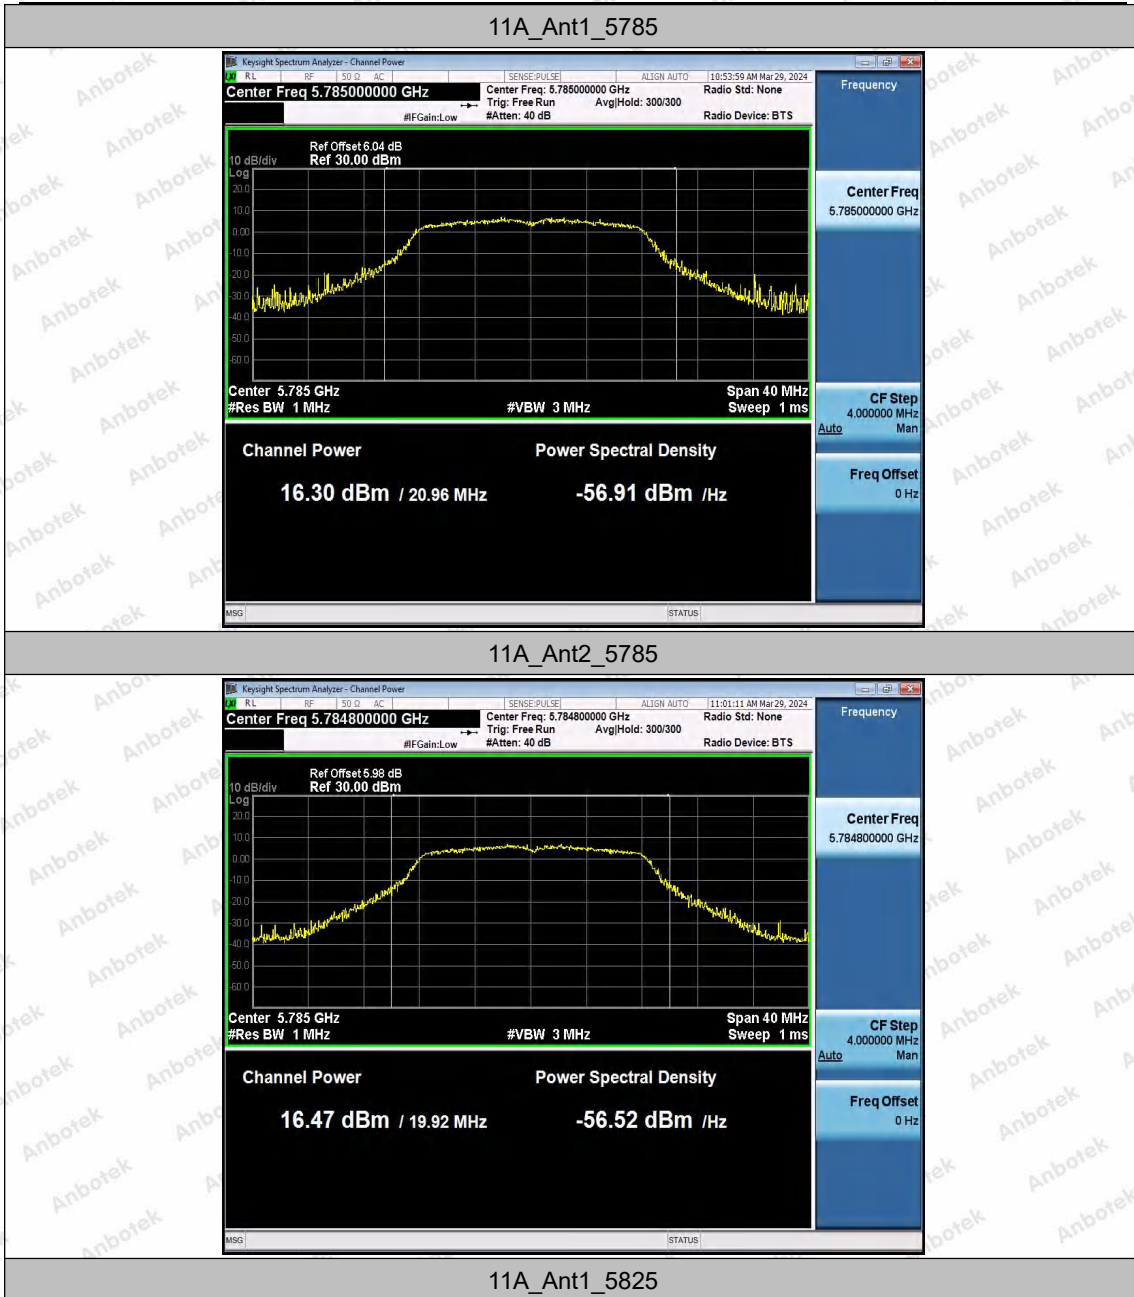 11A_Ant1_5785
Keysight Spectrum Analyzer - Channel Power
LXI RL RF 50 Ω AC SENSE:PULSE ALIGN AUTO 10:53:59 AM Mar 29, 2024
Center Freq 5.785000000 GHz
Center Freq: 5.785000000 GHz
Radio Std: None
Trig: Free Run Avg|Hold: 300/300
#IFGain:Low #Atten: 40 dB Radio Device: BTS
Frequency
Ref Offset 6.04 dB
10 dB/div Ref 30.00 dBm
Log
20.0
10.0
0.00
-10.0
-20.0
-30.0
-40.0
-50.0
-60.0
Center 5.785 GHz Span 40 MHz
#Res BW 1 MHz #VBW 3 MHz Sweep 1 ms
Center Freq
5.785000000 GHz
CF Step
4.000000 MHz
Auto Man
Freq Offset
0 Hz
Channel Power Power Spectral Density
16.30 dBm / 20.96 MHz -56.91 dBm /Hz
MSG STATUS
11A_Ant2_5785
Keysight Spectrum Analyzer - Channel Power
LXI RL RF 50 Ω AC SENSE:PULSE ALIGN AUTO 11:01:11 AM Mar 29, 2024
Center Freq 5.784800000 GHz
Center Freq: 5.784800000 GHz
Radio Std: None
Trig: Free Run Avg|Hold: 300/300
#IFGain:Low #Atten: 40 dB Radio Device: BTS
Frequency
Ref Offset 5.98 dB
10 dB/div Ref 30.00 dBm
Log
20.0
10.0
0.00
-10.0
-20.0
-30.0
-40.0
-50.0
-60.0
Center 5.785 GHz Span 40 MHz
#Res BW 1 MHz #VBW 3 MHz Sweep 1 ms
Center Freq
5.784800000 GHz
CF Step
4.000000 MHz
Auto Man
Freq Offset
0 Hz
Channel Power Power Spectral Density
16.47 dBm / 19.92 MHz -56.52 dBm /Hz
MSG STATUS
11A_Ant1_5825
Anbotek